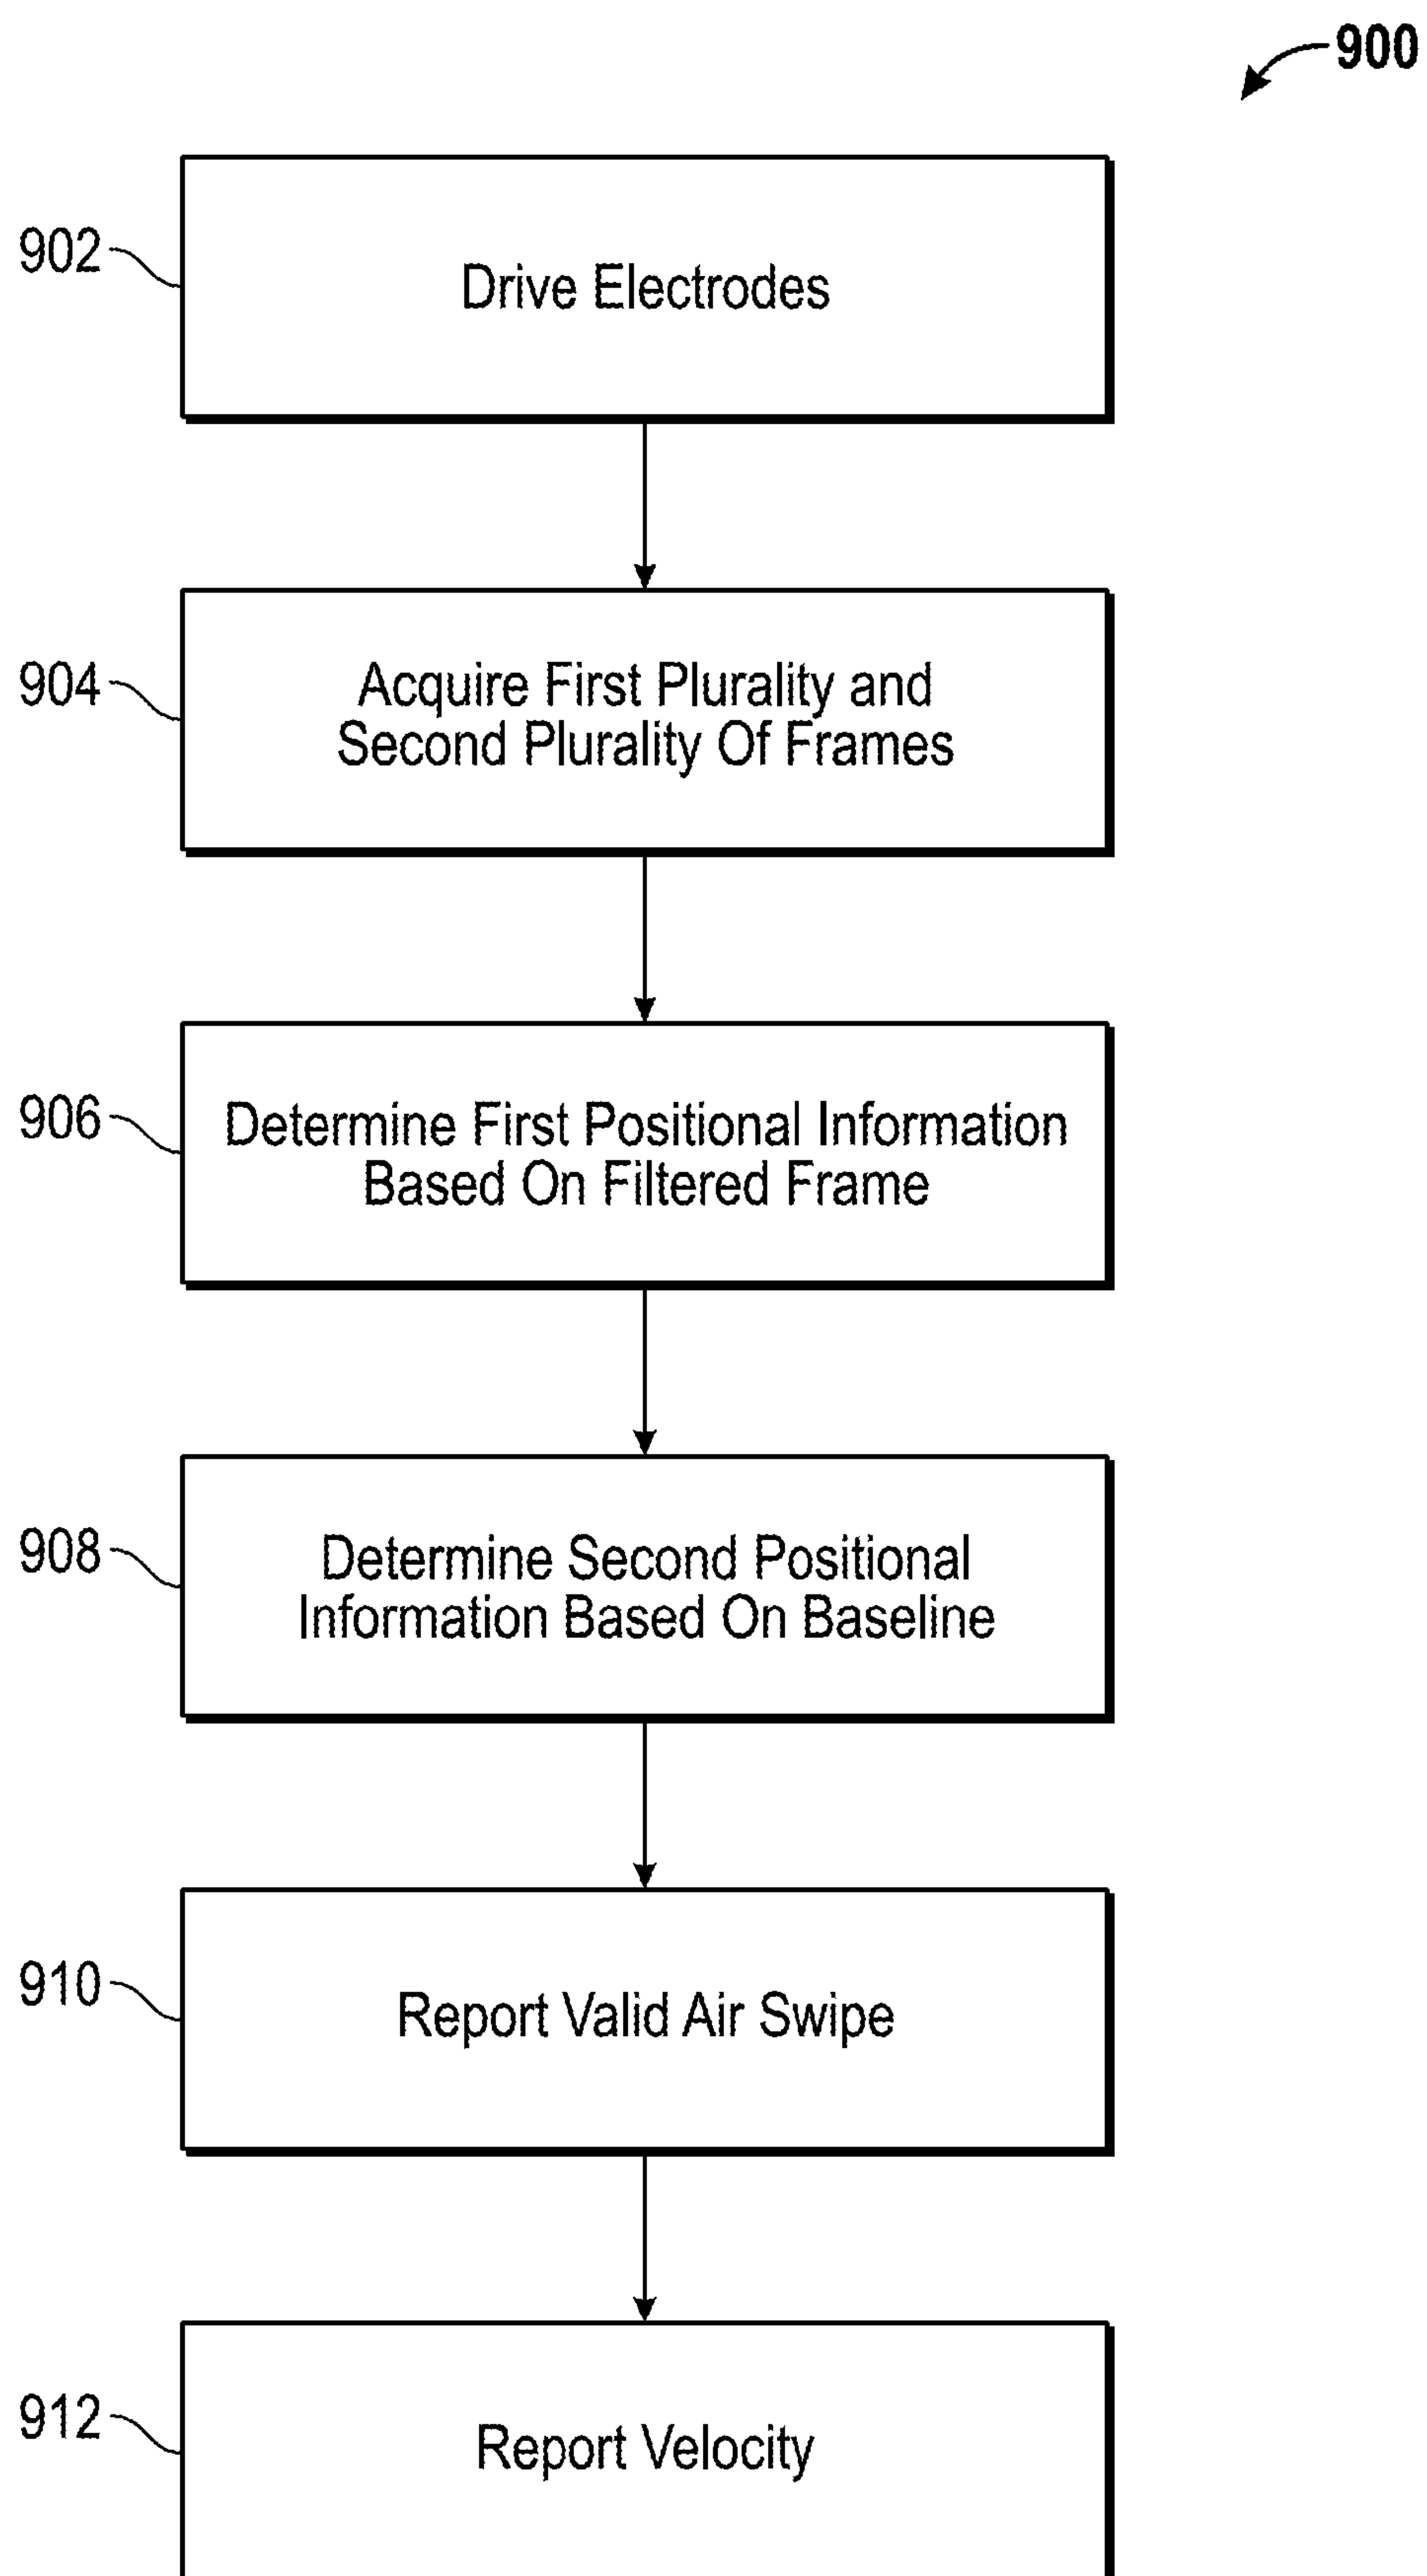 900
902
Drive Electrodes
904
Acquire First Plurality and
Second Plurality Of Frames
906
Determine First Positional Information
Based On Filtered Frame
908
Determine Second Positional
Information Based On Baseline
910
Report Valid Air Swipe
912
Report Velocity